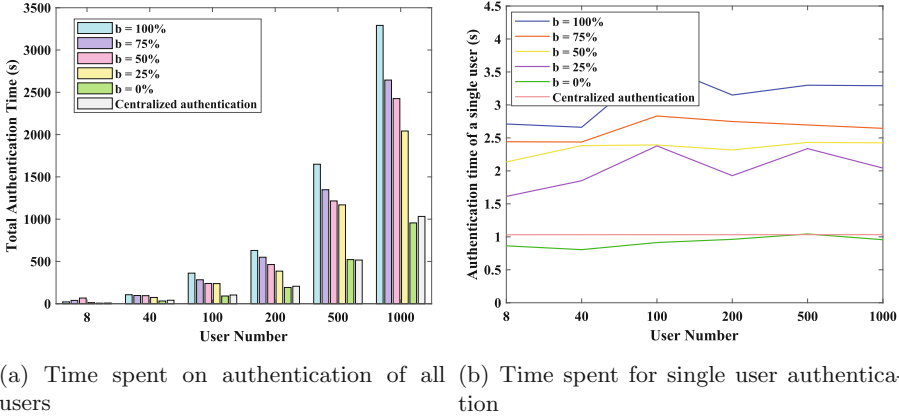 3500
3000
2500
2000
1500
1000
500
0
Total Authentication Time (s)
b = 100%
b = 75%
b = 50%
b = 25%
b = 0%
Centralized authentication
8 40 100 200 500 1000
User Number
4.5
4
3.5
3
2.5
2
1.5
1
0.5
0
Authentication time of a single user (s)
b = 100%
b = 75%
b = 50%
b = 25%
b = 0%
Centralized authentication
8 40 100 200 500 1000
User Number
(a) Time spent on authentication of all
users
(b) Time spent for single user authentica-
tion